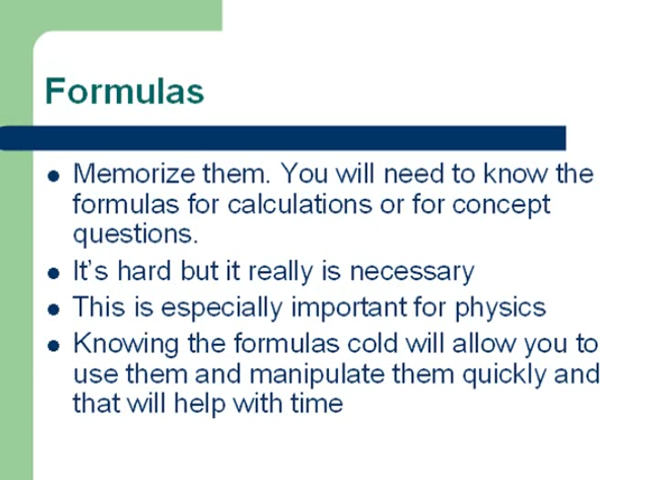 Formulas
● Memorize them. You will need to know the
formulas for calculations or for concept
questions.
● It's hard but it really is necessary
● This is especially important for physics
● Knowing the formulas cold will allow you to
use them and manipulate them quickly and
that will help with time